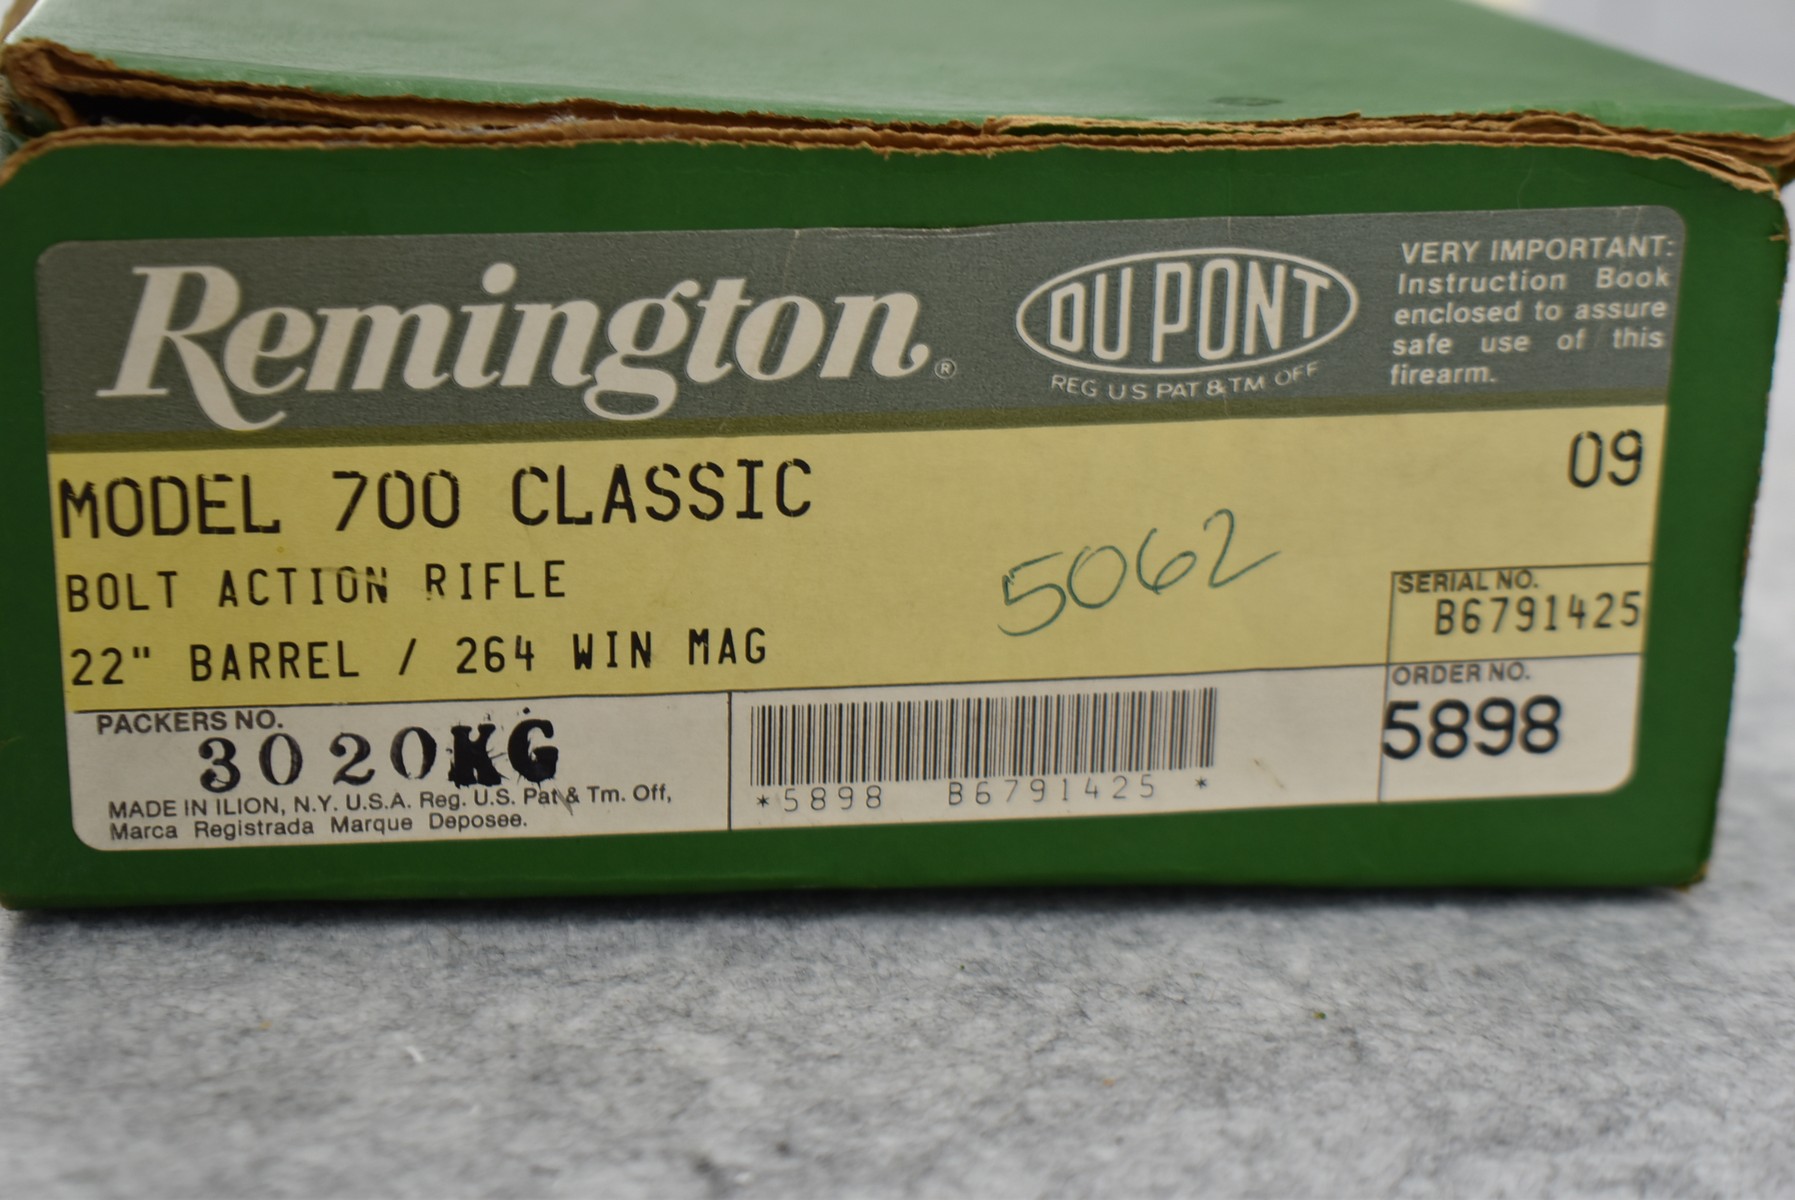 Remington®
DU PONT
REG US PAT & TM OFF
VERY IMPORTANT:
Instruction Book
enclosed to assure
safe use of this
firearm.
MODEL 700 CLASSIC
09
BOLT ACTION RIFLE
5062
22" BARREL / 264 WIN MAG
SERIAL NO.
B6791425
ORDER NO.
5898
PACKERS NO.
3020KG
MADE IN ILION, N.Y. U.S.A. Reg. U.S. Pat & Tm. Off,
Marca Registrada Marque Deposee.
*5898 B6791425 *